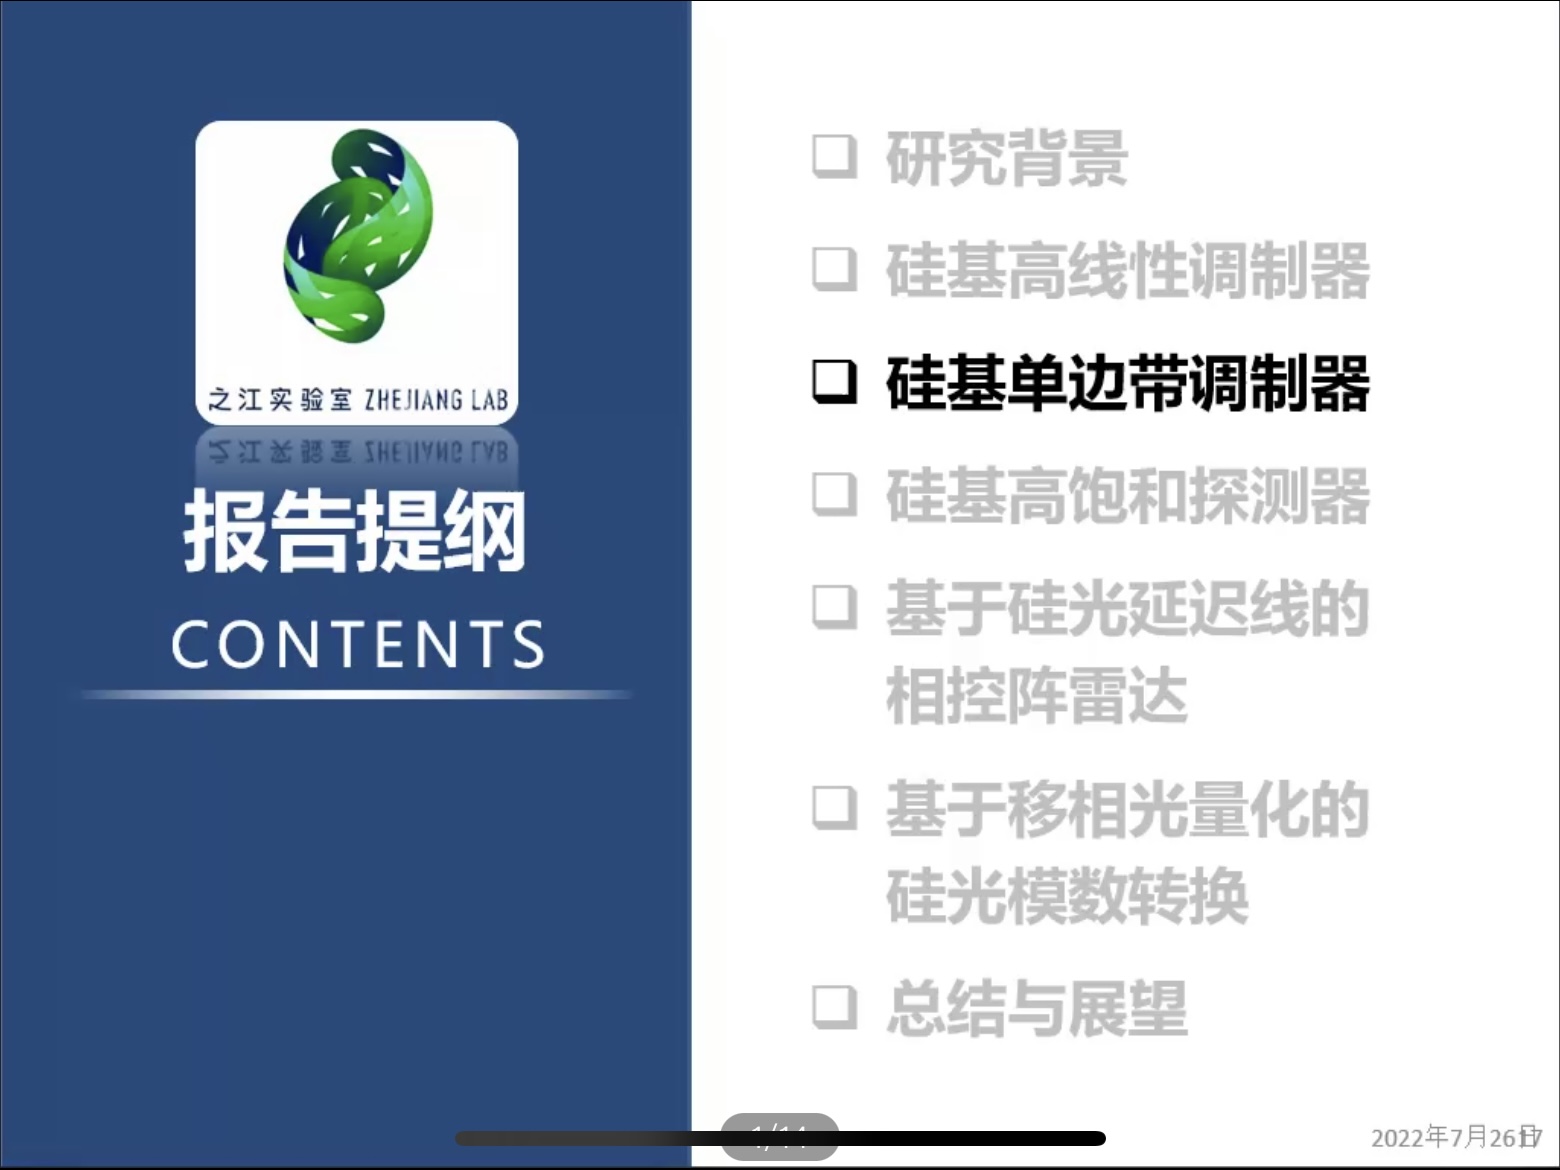 之江实验室 ZHEJIANG LAB
报告提纲
CONTENTS
研究背景
硅基高线性调制器
硅基单边带调制器
硅基高饱和探测器
基于硅光延迟线的
相控阵雷达
基于移相光量化的
硅光模数转换
总结与展望
1/14
2022年7月26日
17